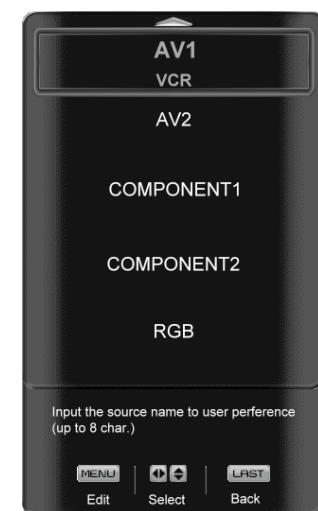 AV1
VCR
AV2
COMPONENT1
COMPONENT2
RGB
Input the source name to user perference
(up to 8 char.)
MENU LAST
Edit Select Back